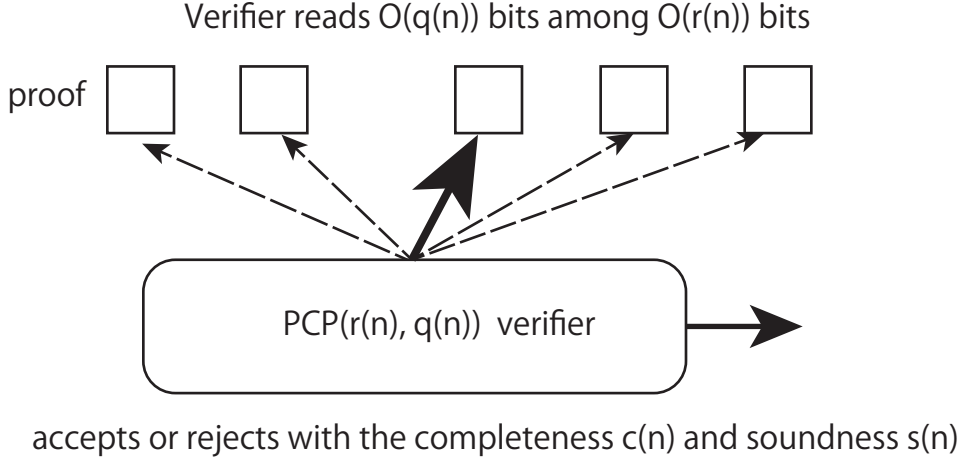 Verifier reads O(q(n)) bits among O(r(n)) bits
proof
PCP(r(n), q(n)) verifier
accepts or rejects with the completeness c(n) and soundness s(n)